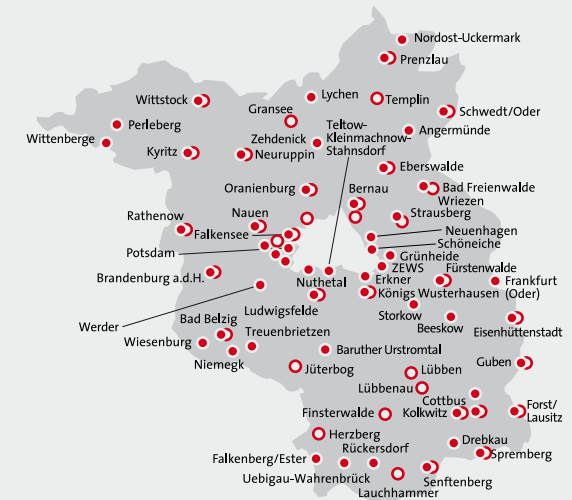 Nordost-Uckermark
Prenzlau
Lychen
Wittstock
Templin
Gransee
Schwedt/Oder
Teltow-
Kleinmachnow-
Stahnsdorf
Perleberg
Angermünde
Zehdenick
Wittenberge
Kyritz
Neuruppin
Eberswalde
Oranienburg
Bernau
Bad Freienwalde
Wriezen
Rathenow
Nauen
Strausberg
Falkensee
Neuenhagen
Schöneiche
Potsdam
Grünheide
ZEWS
Fürstenwalde
Brandenburg a.d.H.
Nuthetal
Erkner
Frankfurt
(Oder)
Königs Wusterhausen
Ludwigsfelde
Storkow
Werder
Bad Belzig
Beeskow
Eisenhüttenstadt
Treuenbrietzen
Wiesenburg
Baruther Urstromtal
Niemegk
Guben
Jüterbog
Lübben
Lübbenau
Cottbus
Forst/
Lausitz
Finsterwalde
Kolkwitz
Herzberg
Drebkau
Rückersdorf
Spremberg
Falkenberg/Ester
Uebigau-Wahrenbrück
Senftenberg
Lauchhammer